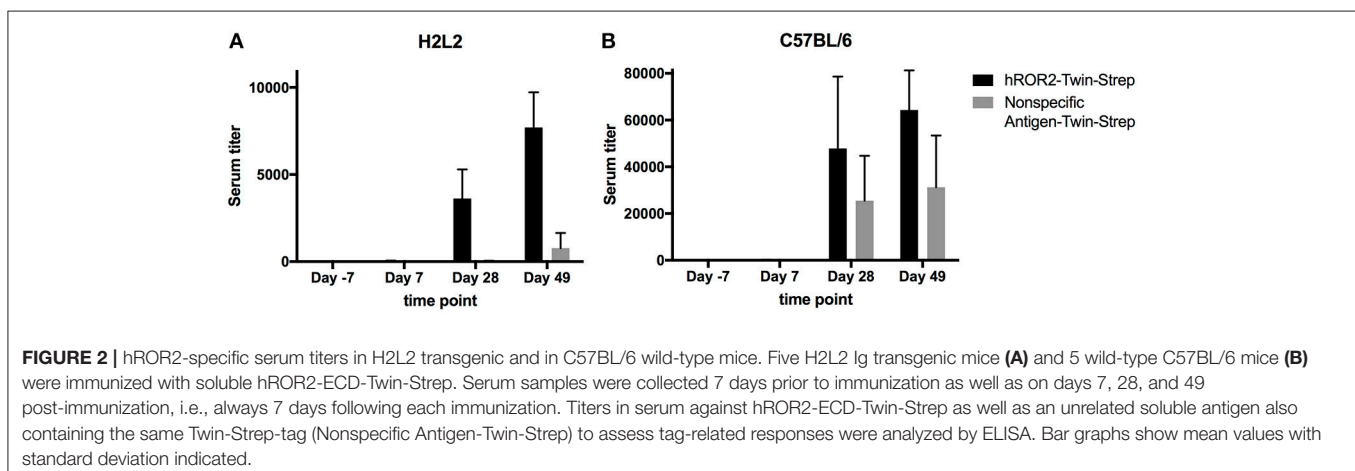 A
H2L2
B
C57BL/6
10000
5000
0
Serum titer
Day -7 Day 7 Day 28 Day 49
time point
80000
60000
40000
20000
0
Serum titer
Day -7 Day 7 Day 28 Day 49
time point
hROR2-Twin-Strep
Nonspecific
Antigen-Twin-Strep
FIGURE 2 | hROR2-specific serum titers in H2L2 transgenic and in C57BL/6 wild-type mice. Five H2L2 Ig transgenic mice (A) and 5 wild-type C57BL/6 mice (B)
were immunized with soluble hROR2-ECD-Twin-Strep. Serum samples were collected 7 days prior to immunization as well as on days 7, 28, and 49
post-immunization, i.e., always 7 days following each immunization. Titers in serum against hROR2-ECD-Twin-Strep as well as an unrelated soluble antigen also
containing the same Twin-Strep-tag (Nonspecific Antigen-Twin-Strep) to assess tag-related responses were analyzed by ELISA. Bar graphs show mean values with
standard deviation indicated.